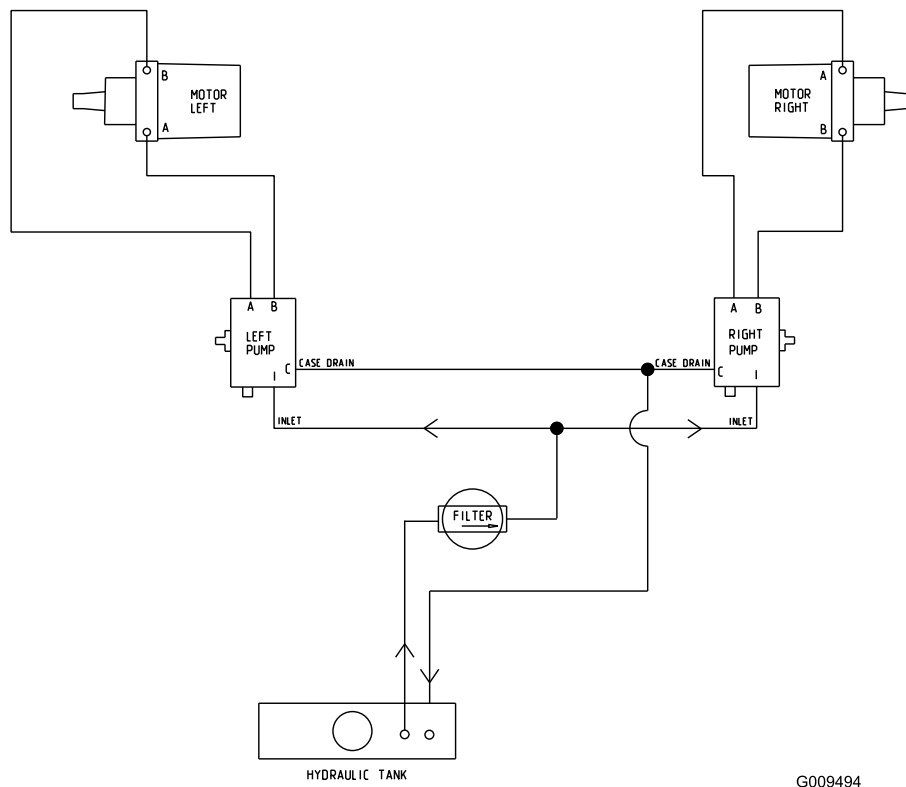 B
MOTOR
LEFT
A
A
MOTOR
RIGHT
B
A B
LEFT
PUMP
C
I
CASE DRAIN
INLET
A B
RIGHT
PUMP
C
I
CASE DRAIN
INLET
FILTER
HYDRAULIC TANK
G009494